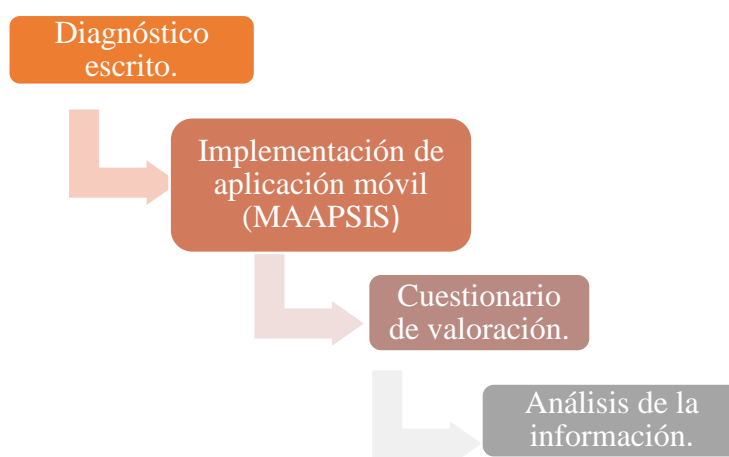 Diagnóstico
escrito.
Implementación de
aplicación móvil
(MAAPSIS)
Cuestionario
de valoración.
Análisis de la
información.